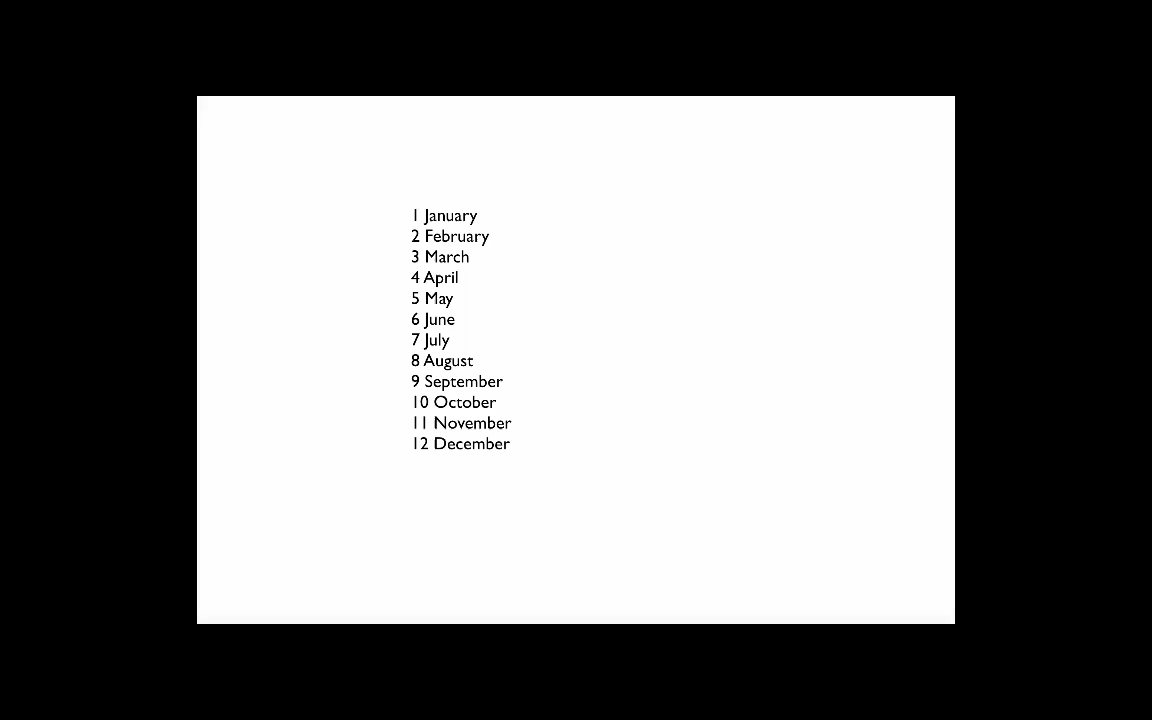 1 January
2 February
3 March
4 April
5 May
6 June
7 July
8 August
9 September
10 October
11 November
12 December